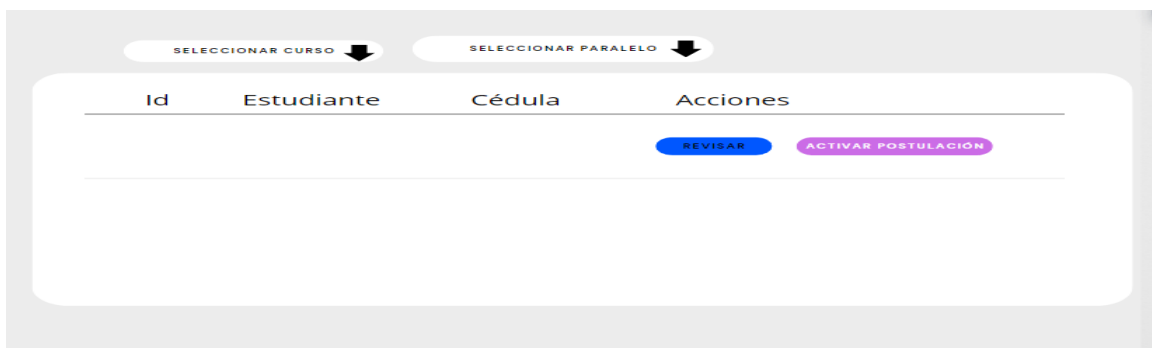 SELECCIONAR CURSO SELECCIONAR PARALELO
Id Estudiante Cédula Acciones
REVISAR ACTIVAR POSTULACIÓN